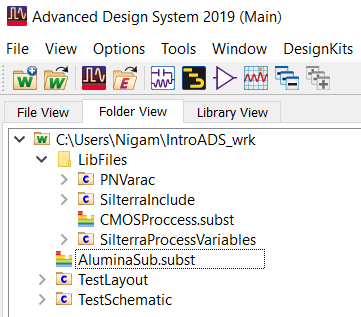 Advanced Design System 2019 (Main)
File View Options Tools Window DesignKits
File View Folder View Library View
C:\Users\Nigam\IntroADS_wrk
LibFiles
PNVarac
SilterraInclude
CMOSProccess.subst
SilterraProcessVariables
AluminaSub.subst
TestLayout
TestSchematic